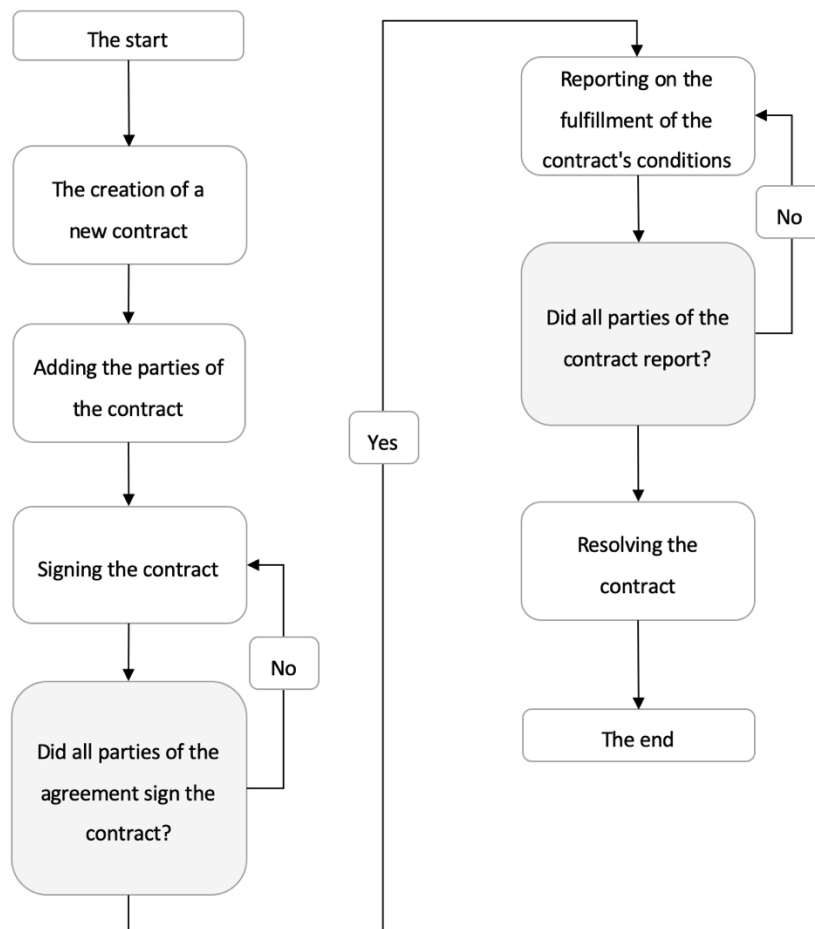 The start
The creation of a
new contract
Adding the parties of
the contract
Signing the contract
No
Did all parties of the
agreement sign the
contract?
Yes
Reporting on the
fulfillment of the
contract's conditions
No
Did all parties of the
contract report?
Resolving the
contract
The end